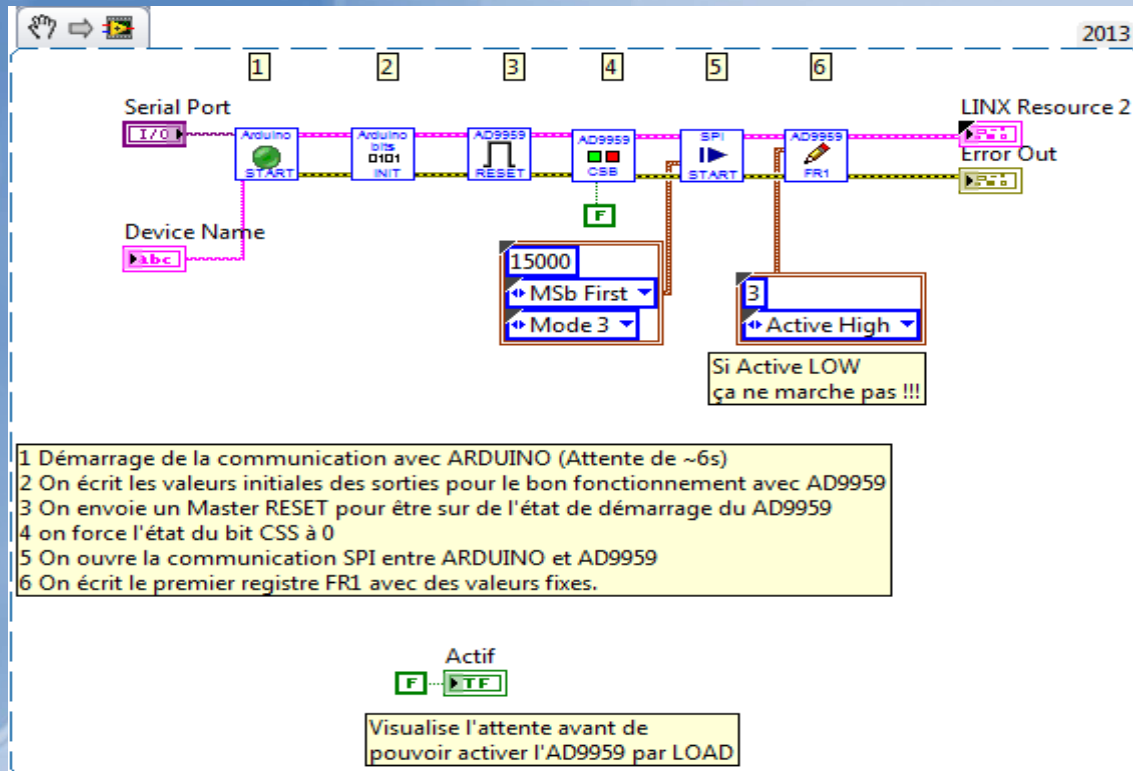 2013
1
2
3
4
5
6
Serial Port
LINX Resource 2
I/O
Arduino
START
Arduino
bits
0101
INIT
AD9959
RESET
AD9959
CSB
SPI
START
AD9959
FR1
Error Out
F
Device Name
abc
15000
MSb First
Mode 3
3
Active High
Si Active LOW
ça ne marche pas !!!
1 Démarrage de la communication avec ARDUINO (Attente de ~6s)
2 On écrit les valeurs initiales des sorties pour le bon fonctionnement avec AD9959
3 On envoie un Master RESET pour être sur de l'état de démarrage du AD9959
4 on force l'état du bit CSS à 0
5 On ouvre la communication SPI entre ARDUINO et AD9959
6 On écrit le premier registre FR1 avec des valeurs fixes.
Actif
F
TF
Visualise l'attente avant de
pouvoir activer l'AD9959 par LOAD